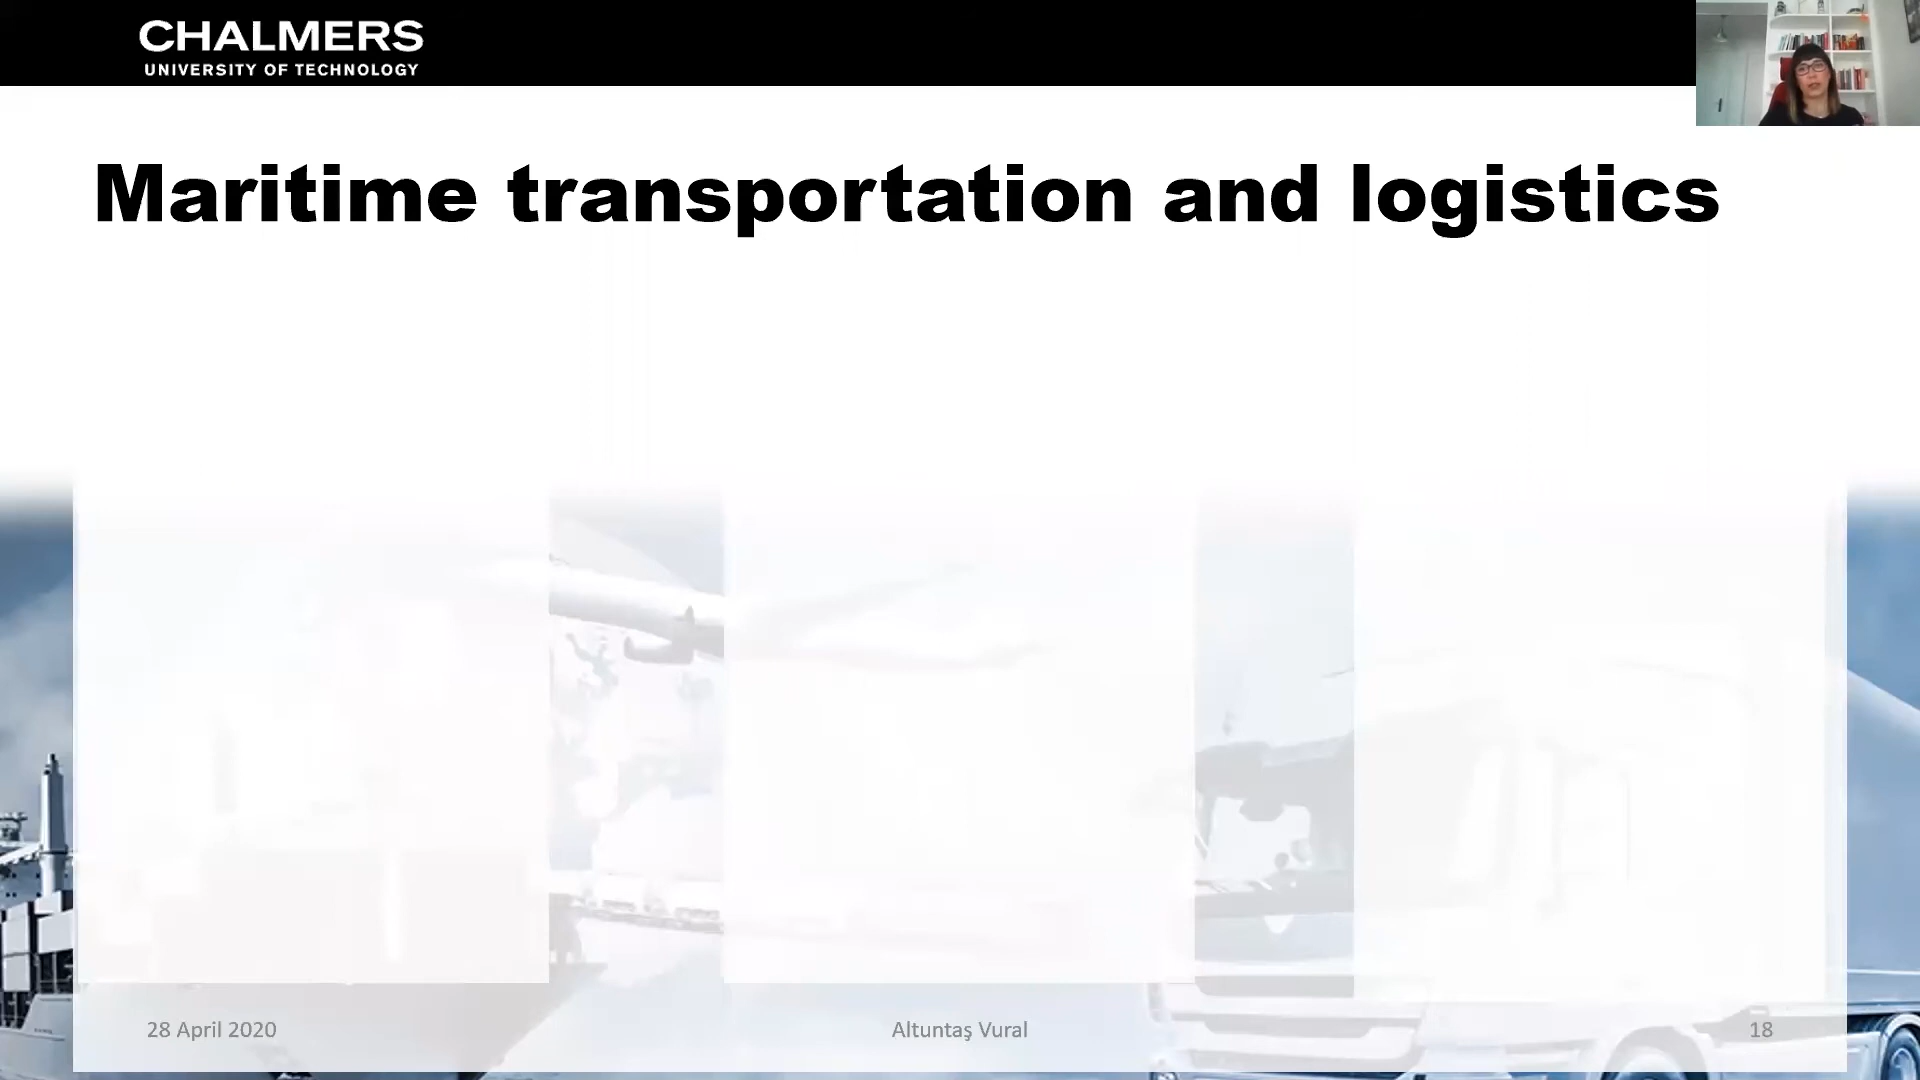 CHALMERS
UNIVERSITY OF TECHNOLOGY
Maritime transportation and logistics
28 April 2020
Altuntaş Vural
18